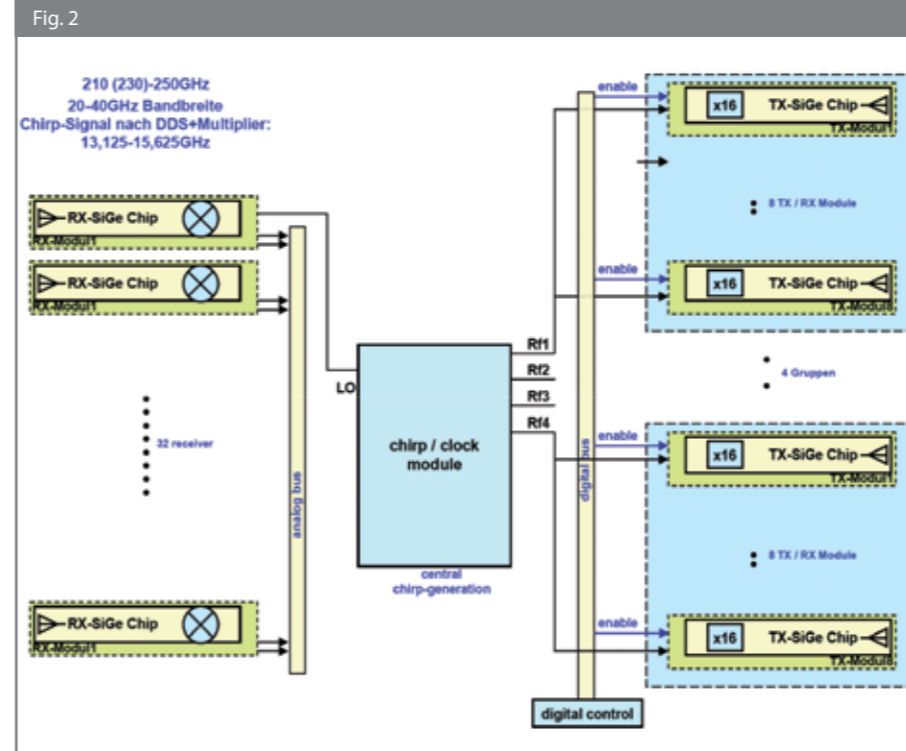 Fig. 2
210 (230)-250GHz
20-40GHz Bandbreite
Chirp-Signal nach DDS+Multiplier:
13,125-15,625GHz
RX-SiGe Chip
RX-Modul1
RX-SiGe Chip
RX-Modul1
32 receiver
RX-SiGe Chip
RX-Modul1
analog bus
LO
chirp / clock
module
central
chirp-generation
Rf1
Rf2
Rf3
Rf4
digital bus
digital control
enable
x16
TX-SiGe Chip
TX-Modul1
8 TX / RX Module
enable
x16
TX-SiGe Chip
TX-Modul8
4 Gruppen
enable
x16
TX-SiGe Chip
TX-Modul1
8 TX / RX Module
enable
x16
TX-SiGe Chip
TX-Modul8